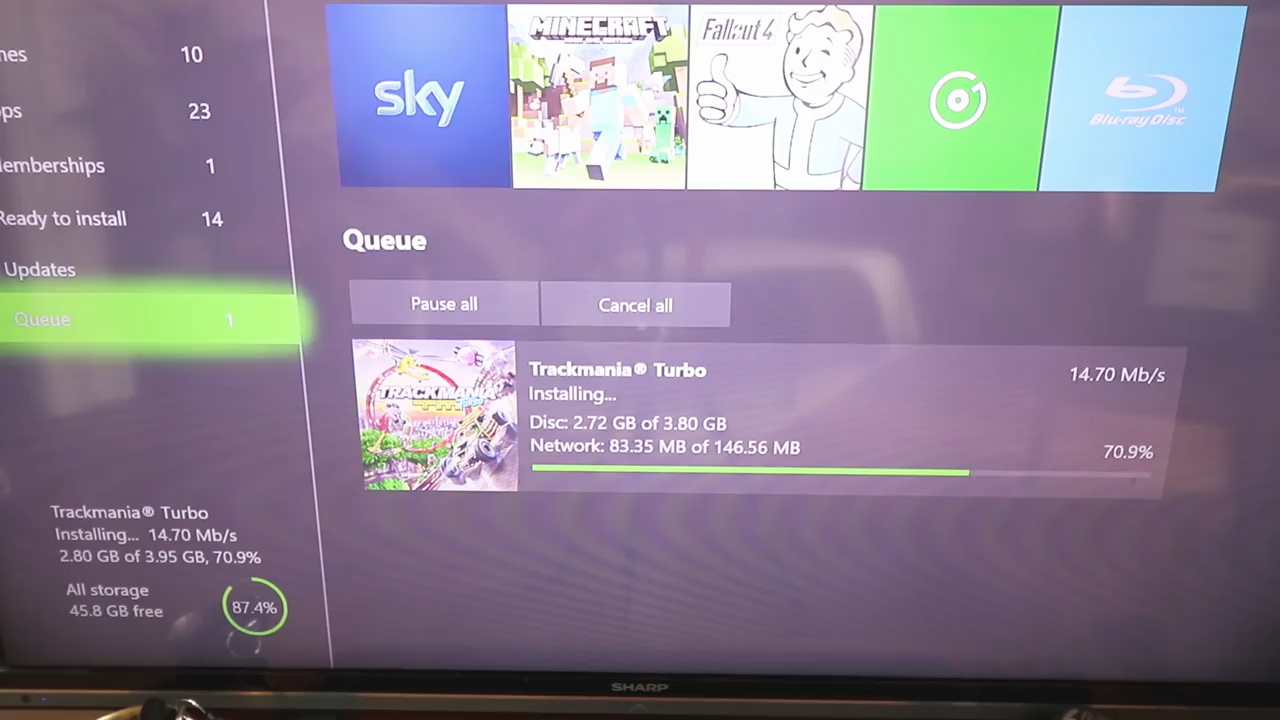 nes 10
ps 23
emberships 1
Ready to install 14
Updates
Queue 1
Trackmania® Turbo
Installing... 14.70 Mb/s
2.80 GB of 3.95 GB, 70.9%
All storage
45.8 GB free
87.4%
sky
MINECRAFT
Fallout 4
Blu-ray Disc™
Queue
Pause all
Cancel all
TRACKMANIA
Trackmania® Turbo 14.70 Mb/s
Installing...
Disc: 2.72 GB of 3.80 GB
Network: 83.35 MB of 146.56 MB 70.9%
SHARP